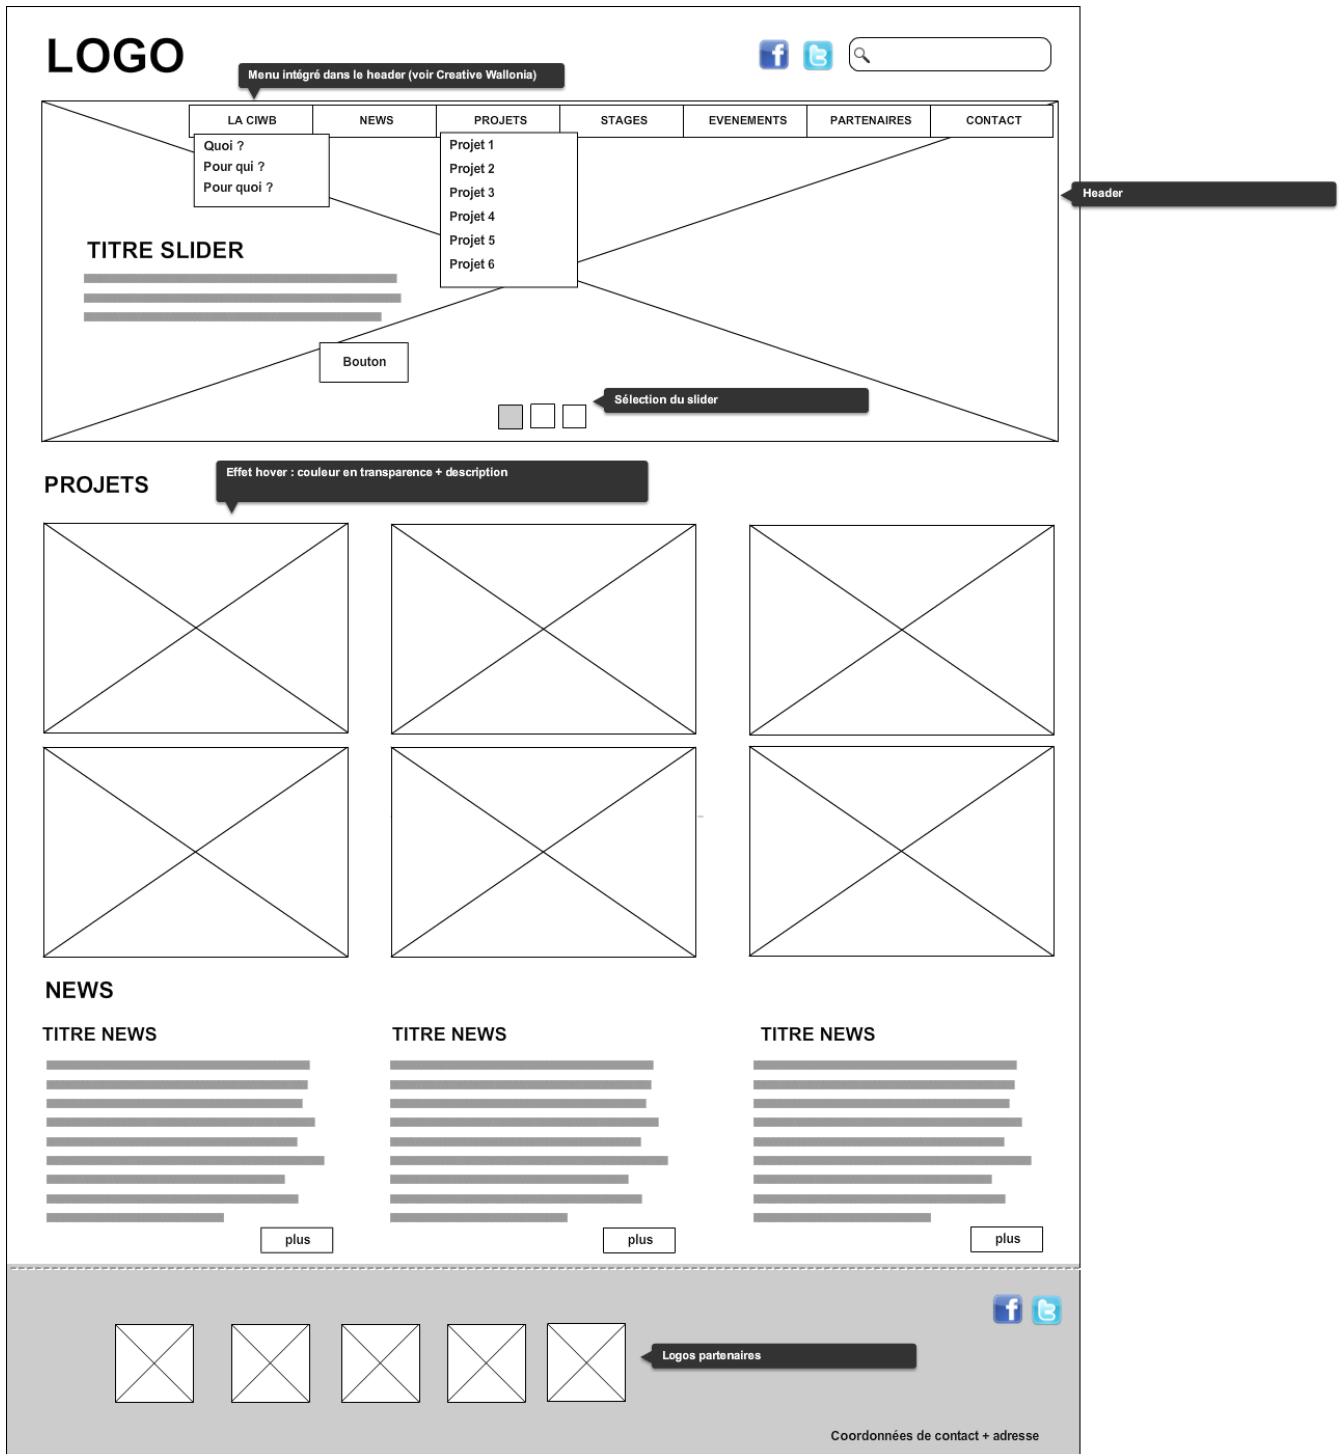 LOGO
Menu intégré dans le header (voir Creative Wallonia)
LA CIWB
NEWS
PROJETS
STAGES
EVENEMENTS
PARTENAIRES
CONTACT
Quoi ?
Pour qui ?
Pour quoi ?
Projet 1
Projet 2
Projet 3
Projet 4
Projet 5
Projet 6
Header
TITRE SLIDER
Bouton
Sélection du slider
PROJETS
Effet hover : couleur en transparence + description
NEWS
TITRE NEWS
TITRE NEWS
TITRE NEWS
plus
plus
plus
Logos partenaires
Coordonnées de contact + adresse